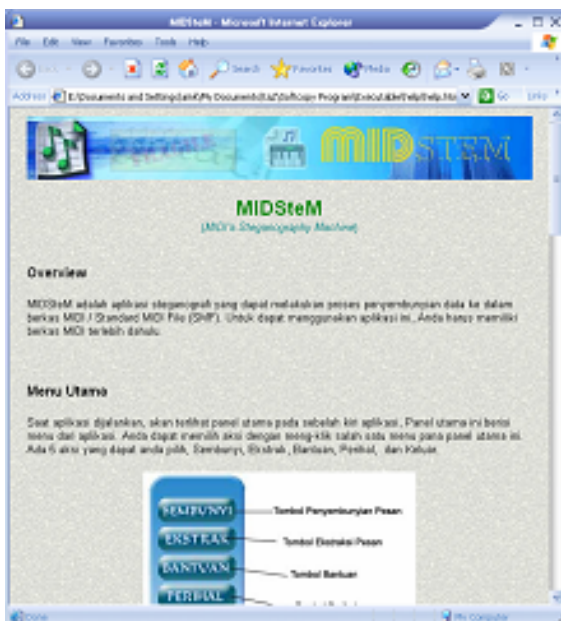 MIDSteM - Microsoft Internet Explorer
File Edit View Favorites Tools Help
Search Favorites Media
Address Go Links
MIDSTEM
MIDSteM
(MIDI's Steganography Machine)
Overview
MIDSteM adalah aplikasi steganografi yang dapat melakukan proses penyembunyian data ke dalam
berkas MIDI / Standard MIDI File (SMF). Untuk dapat menggunakan aplikasi ini, Anda harus memiliki
berkas MIDI terlebih dahulu.
Menu Utama
Saat aplikasi dijalankan, akan terlihat panel utama pada sebelah kiri aplikasi. Panel utama ini berisi
menu dari aplikasi. Anda dapat memilih aksi dengan meng-klik salah satu menu pana panel utama ini.
Ada 5 aksi yang dapat anda pilih, Sembunyi, Ekstrak, Bantuan, Perihal, dan Keluar.
SEMBUNYI Tombol Penyembunyian Pesan
EKSTRAK Tombol Ekstraksi Pesan
BANTUAN Tombol Bantuan
PERIHAL
Done My Computer